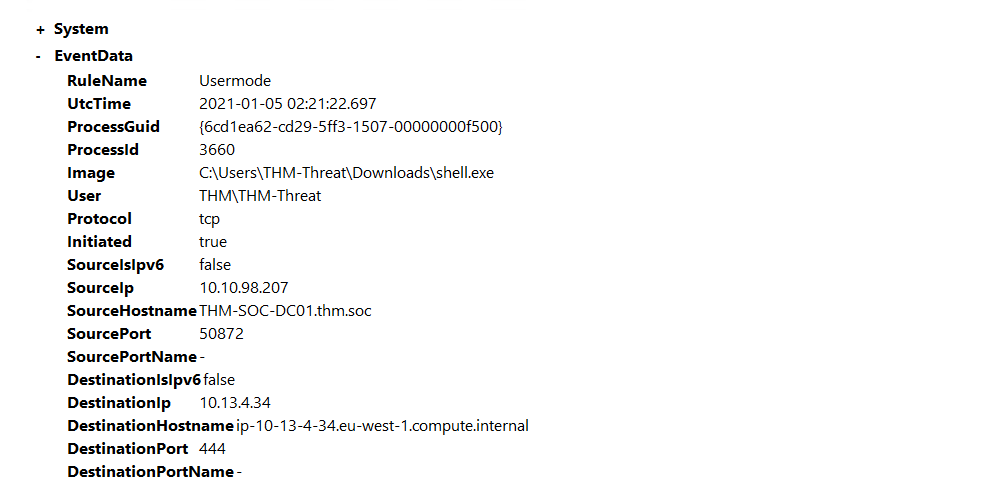 + System
- EventData
RuleName Usermode
UtcTime 2021-01-05 02:21:22.697
ProcessGuid {6cd1ea62-cd29-5ff3-1507-00000000f500}
ProcessId 3660
Image C:\Users\THM-Threat\Downloads\shell.exe
User THM\THM-Threat
Protocol tcp
Initiated true
SourceIsIpv6 false
SourceIp 10.10.98.207
SourceHostname THM-SOC-DC01.thm.soc
SourcePort 50872
SourcePortName -
DestinationIsIpv6 false
DestinationIp 10.13.4.34
DestinationHostname ip-10-13-4-34.eu-west-1.compute.internal
DestinationPort 444
DestinationPortName -